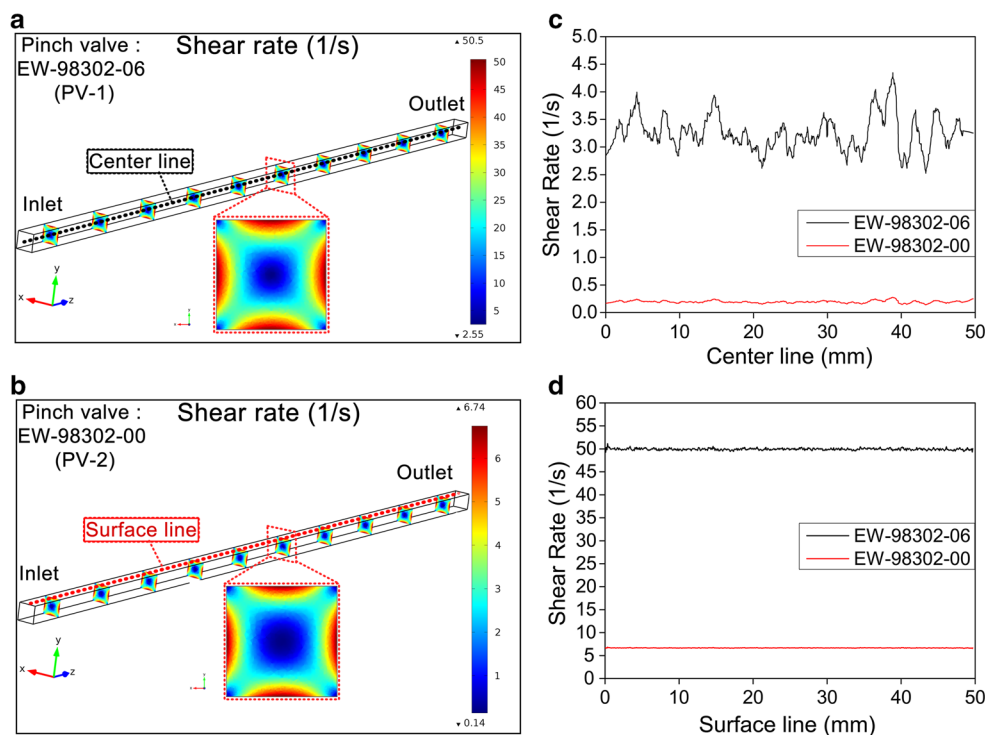 a
Pinch valve :
EW-98302-06
(PV-1)
Shear rate (1/s)
▲ 50.5
50
45
40
35
30
25
20
15
10
5
▼ 2.55
Outlet
Center line
Inlet
y
x
z
b
Pinch valve :
EW-98302-00
(PV-2)
Shear rate (1/s)
▲ 6.74
6
5
4
3
2
1
▼ 0.14
Outlet
Surface line
Inlet
y
x
z
c
Shear Rate (1/s)
5.0
4.5
4.0
3.5
3.0
2.5
2.0
1.5
1.0
0.5
0.0
EW-98302-06
EW-98302-00
0 10 20 30 40 50
Center line (mm)
d
Shear Rate (1/s)
60
55
50
45
40
35
30
25
20
15
10
5
0
EW-98302-06
EW-98302-00
0 10 20 30 40 50
Surface line (mm)